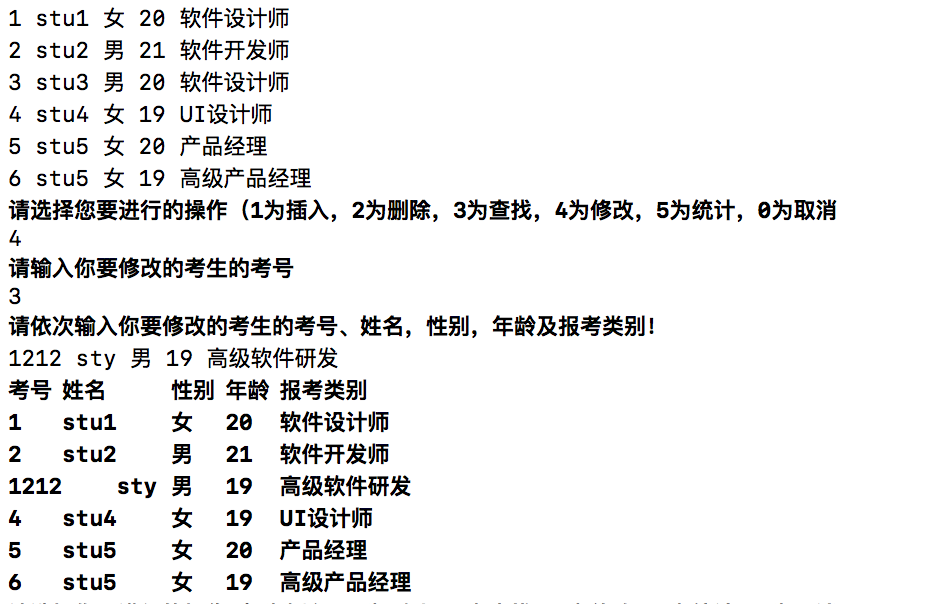 1 stu1 女 20 软件设计师
2 stu2 男 21 软件开发师
3 stu3 男 20 软件设计师
4 stu4 女 19 UI设计师
5 stu5 女 20 产品经理
6 stu5 女 19 高级产品经理
请选择您要进行的操作（1为插入，2为删除，3为查找，4为修改，5为统计，0为取消
4
请输入你要修改的考生的考号
3
请依次输入你要修改的考生的考号、姓名，性别，年龄及报考类别！
1212 sty 男 19 高级软件研发
考号 姓名 性别 年龄 报考类别
1 stu1 女 20 软件设计师
2 stu2 男 21 软件开发师
1212 sty 男 19 高级软件研发
4 stu4 女 19 UI设计师
5 stu5 女 20 产品经理
6 stu5 女 19 高级产品经理